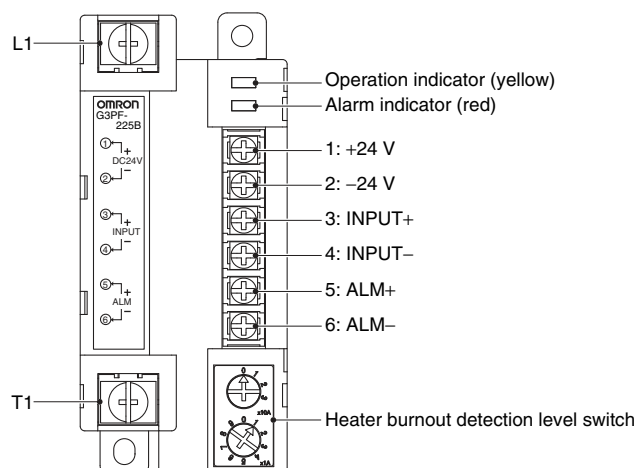 L1
Operation indicator (yellow)
Alarm indicator (red)
OMRON
G3PF-
225B
1 +
DC24V
2 −
3 +
INPUT
4 −
5 +
ALM
6 −
1: +24 V
2: −24 V
3: INPUT+
4: INPUT−
5: ALM+
6: ALM−
T1
0
x10A
Heater burnout detection level switch
0
x1A